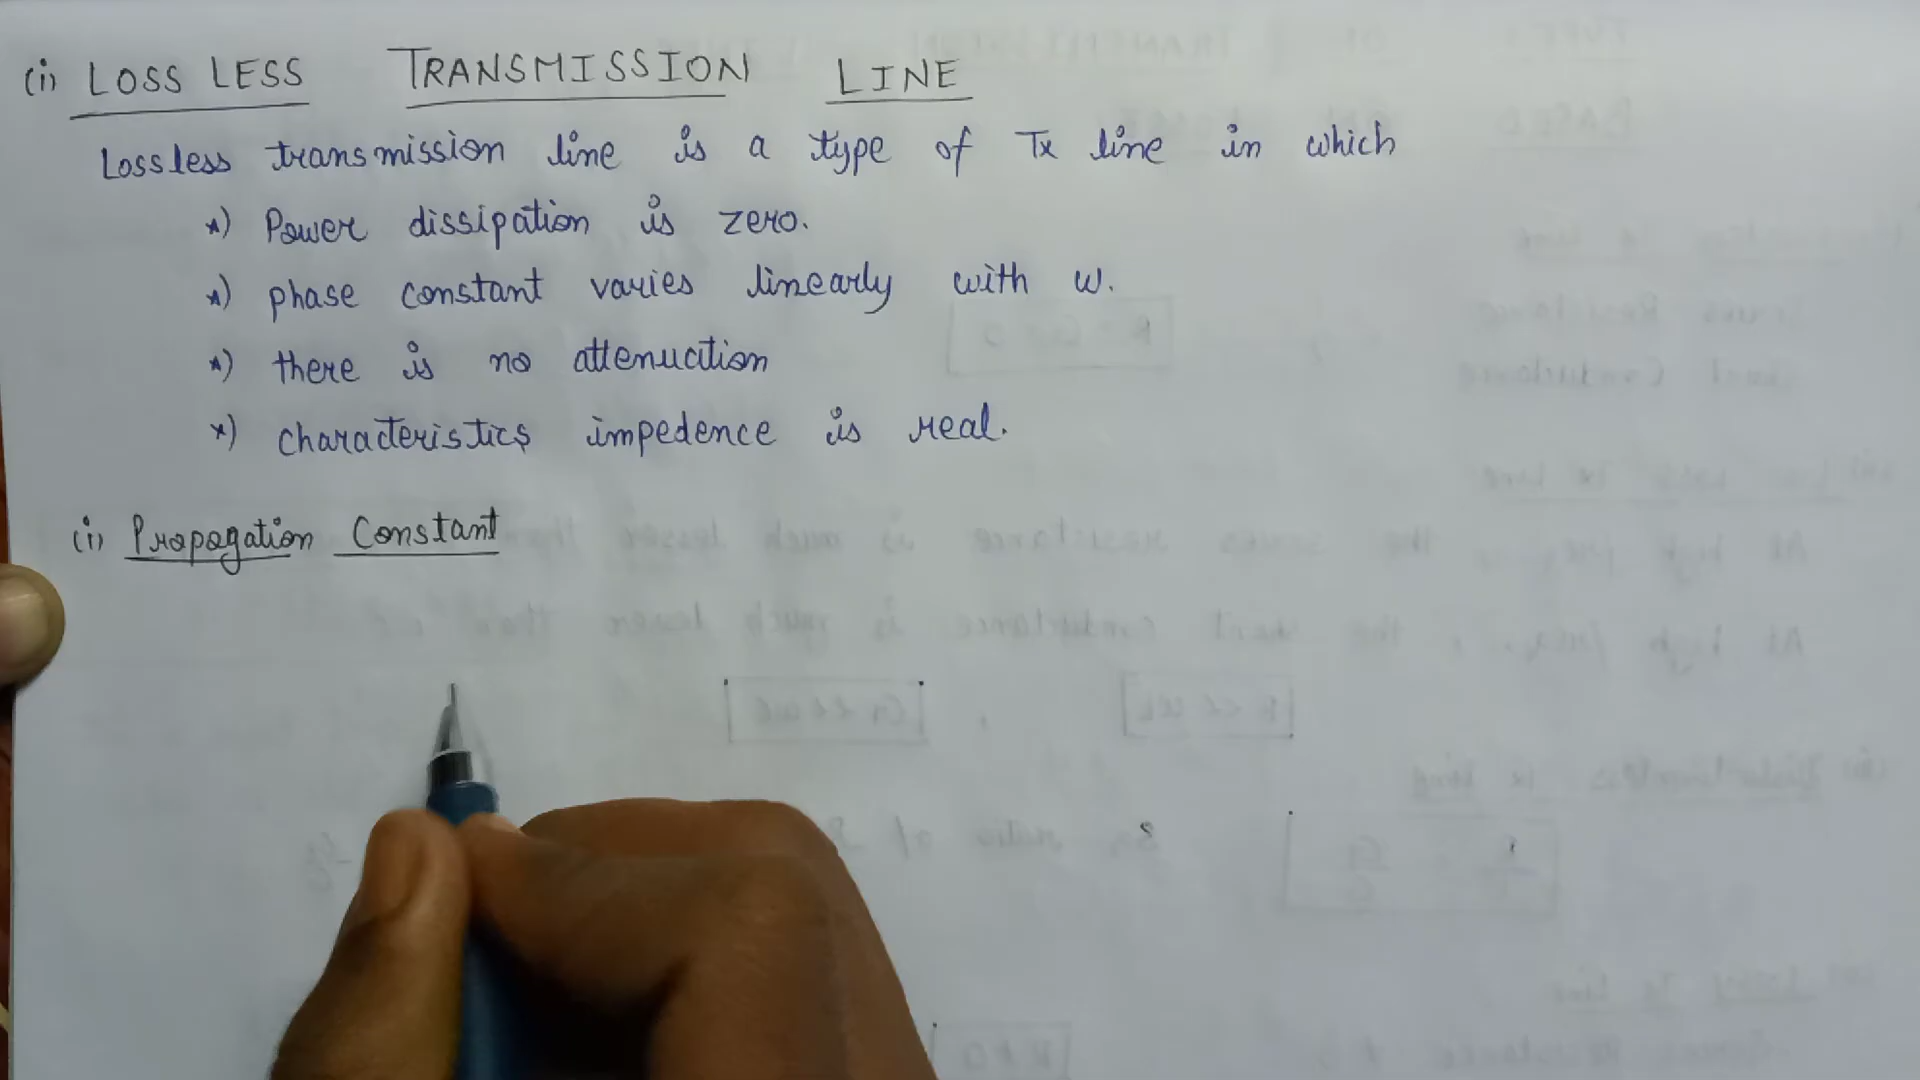 (i) LOSS LESS TRANSMISSION LINE
Lossless transmission line is a type of Tx line in which
*) Power dissipation is zero.
*) phase constant varies linearly with w.
*) there is no attenuation
*) characteristics impedence is real.
(i) Propagation Constant